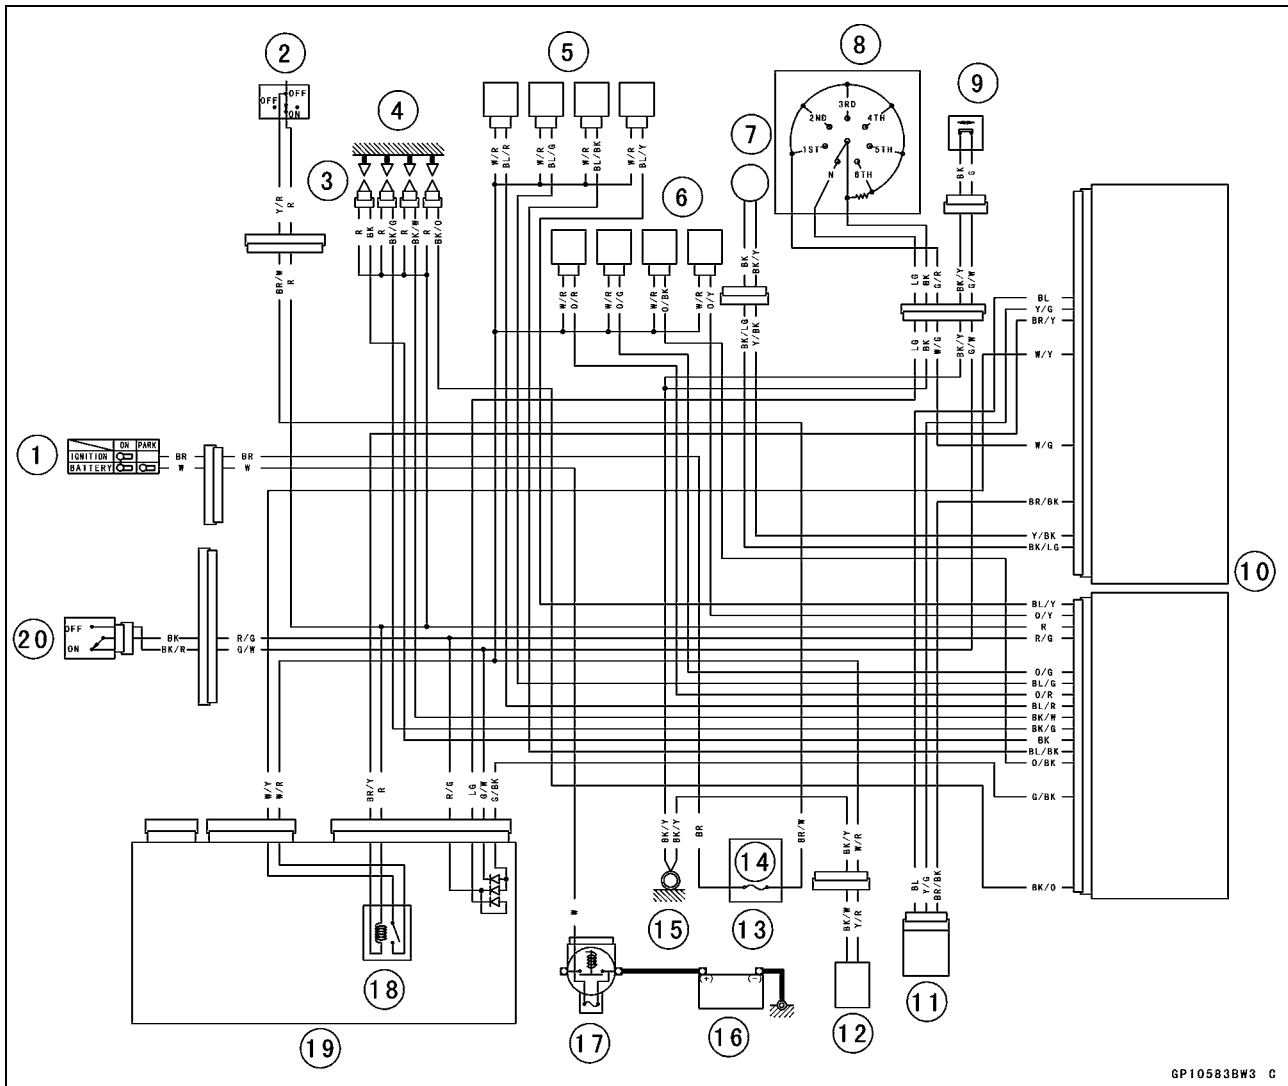 2
OFF
OFF
ON
4
3
5
6
7
8
9
3RD
2ND
4TH
1ST
5TH
N
6TH
Y/R
R
BR/W
R
R
BK
R
BK/G
R
BK/W
R
BK/O
W/R
BL/R
W/R
BL/G
W/R
BL/BK
W/R
BL/Y
W/R
O/R
W/R
O/G
W/R
O/BK
W/R
O/Y
BK
BK/Y
BK/LG
Y/BK
BK
G
LG
BK
G/R
BK/Y
G/W
LG
BK
W/G
BK/Y
G/W
BL
Y/G
BR/Y
W/Y
W/G
BR/BK
Y/BK
BK/LG
10
1
ON PARK
IGNITION
BATTERY
BR
W
BR
W
20
OFF
ON
BK
BK/R
R/G
G/W
BL/Y
O/Y
R
R/G
O/G
BL/G
O/R
BL/R
BK/W
BK/G
BK
BL/BK
O/BK
G/BK
BK/O
W/Y
W/R
BR/Y
R
R/G
LG
G/W
G/BK
W
BK/Y
BK/Y
BR
BR/W
BK/Y
W/R
BK/W
Y/R
BL
Y/G
BR/BK
14
15
13
(+)
(-)
18
19
17
16
12
11
GP10583BW3 C